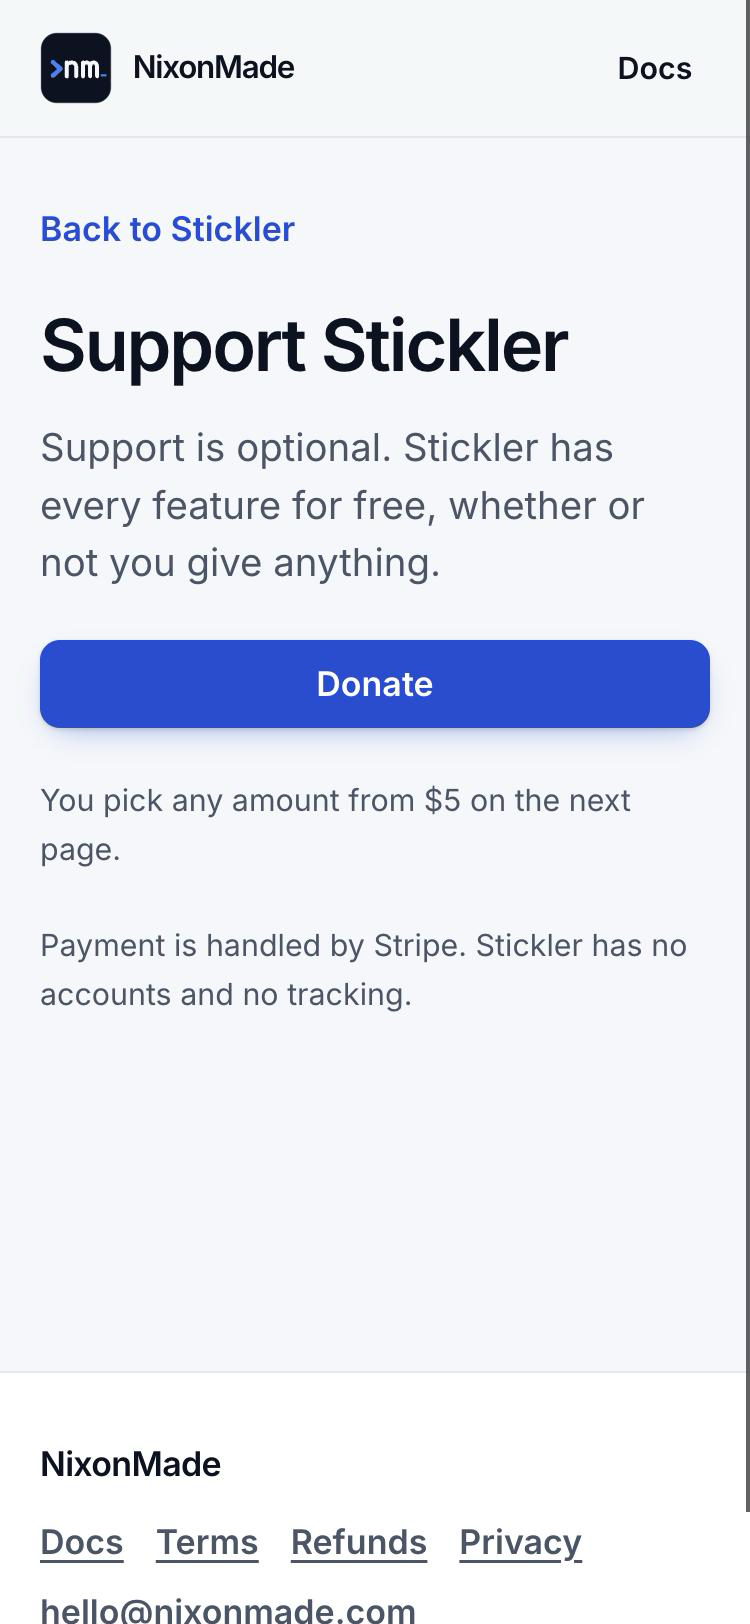 >nm_
NixonMade
Docs
Back to Stickler
Support Stickler
Support is optional. Stickler has
every feature for free, whether or
not you give anything.
Donate
You pick any amount from $5 on the next
page.
Payment is handled by Stripe. Stickler has no
accounts and no tracking.
NixonMade
Docs Terms Refunds Privacy
hello@nixonmade.com